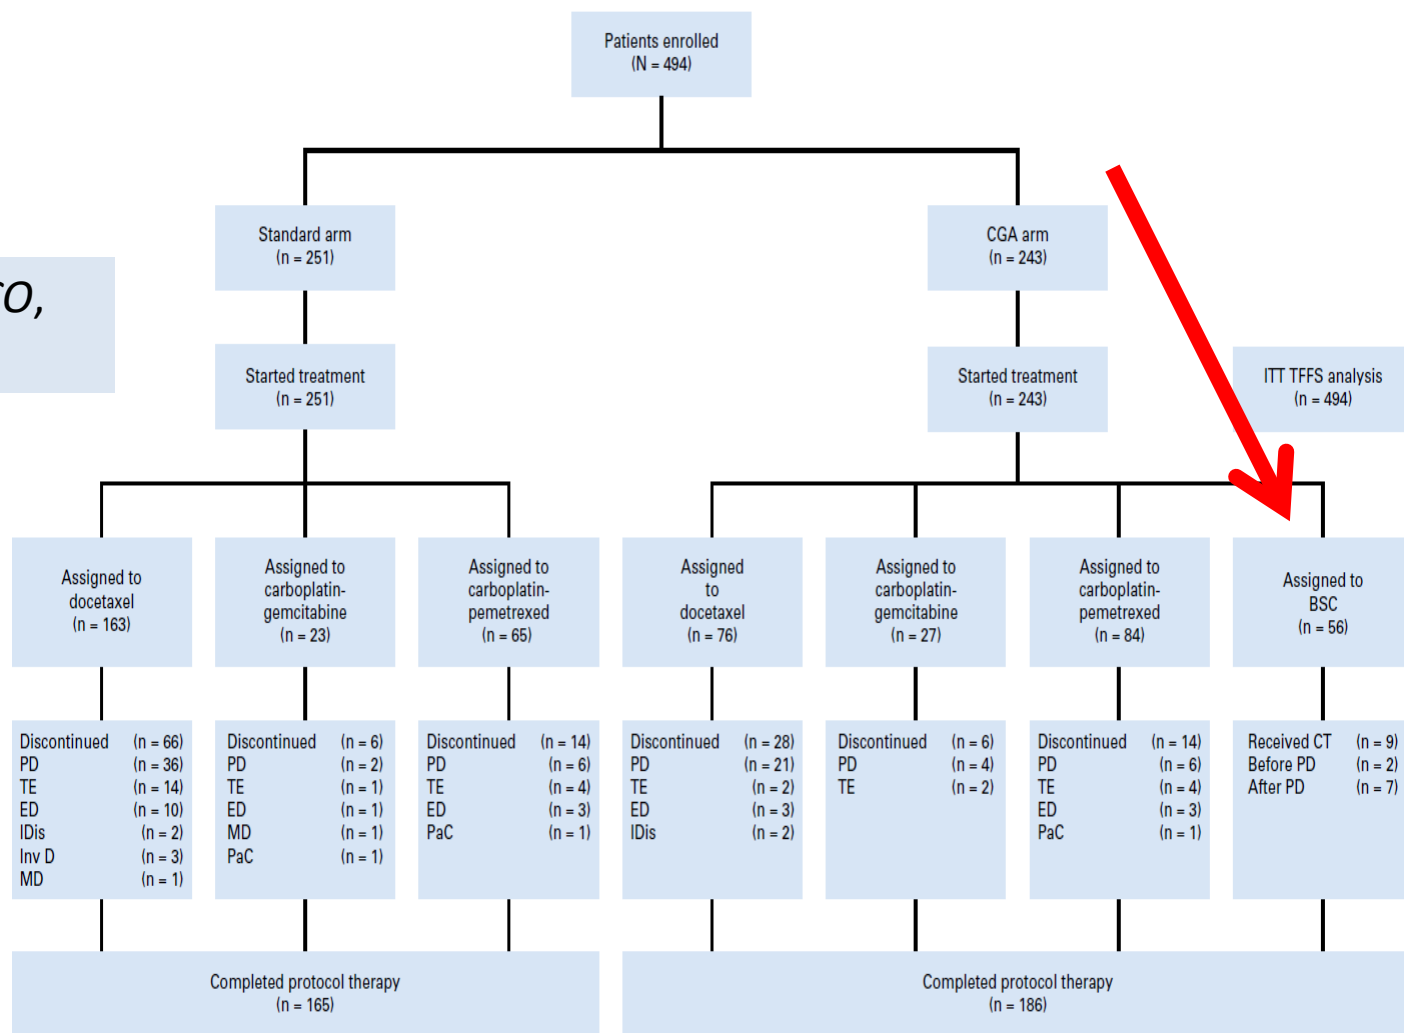 Patients enrolled
(N = 494)
Standard arm
(n = 251)
CGA arm
(n = 243)
O,
Started treatment
(n = 251)
Started treatment
(n = 243)
ITT TFFS analysis
(n = 494)
Assigned to
docetaxel
(n = 163)
Assigned to
carboplatin-
gemcitabine
(n = 23)
Assigned to
carboplatin-
pemetrexed
(n = 65)
Assigned
to
docetaxel
(n = 76)
Assigned to
carboplatin-
gemcitabine
(n = 27)
Assigned to
carboplatin-
pemetrexed
(n = 84)
Assigned to
BSC
(n = 56)
Discontinued (n = 66)
PD (n = 36)
TE (n = 14)
ED (n = 10)
IDis (n = 2)
Inv D (n = 3)
MD (n = 1)
Discontinued (n = 6)
PD (n = 2)
TE (n = 1)
ED (n = 1)
MD (n = 1)
PaC (n = 1)
Discontinued (n = 14)
PD (n = 6)
TE (n = 4)
ED (n = 3)
PaC (n = 1)
Discontinued (n = 28)
PD (n = 21)
TE (n = 2)
ED (n = 3)
IDis (n = 2)
Discontinued (n = 6)
PD (n = 4)
TE (n = 2)
Discontinued (n = 14)
PD (n = 6)
TE (n = 4)
ED (n = 3)
PaC (n = 1)
Received CT (n = 9)
Before PD (n = 2)
After PD (n = 7)
Completed protocol therapy
(n = 165)
Completed protocol therapy
(n = 186)